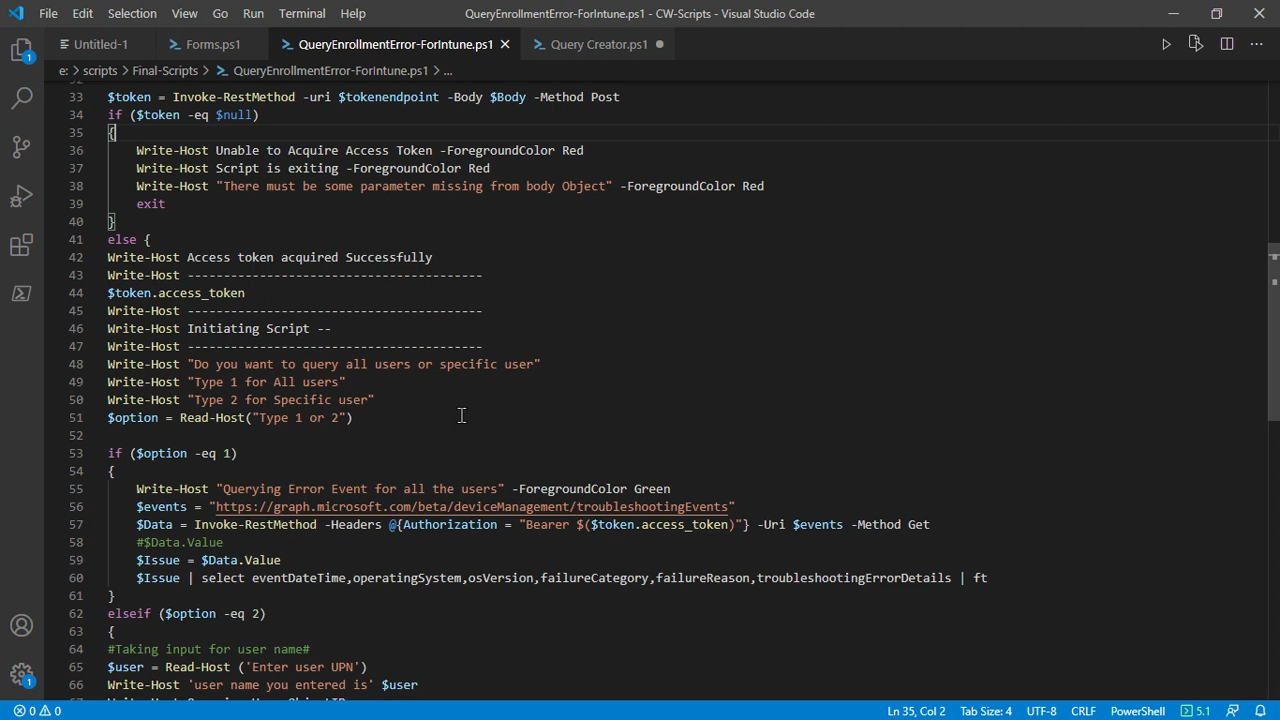 File Edit Selection View Go Run Terminal Help QueryEnrollmentError-ForIntune.ps1 - CW-Scripts - Visual Studio Code
Untitled-1 Forms.ps1 QueryEnrollmentError-ForIntune.ps1 Query Creator.ps1
e: > scripts > Final-Scripts > QueryEnrollmentError-ForIntune.ps1 > ...
33 $token = Invoke-RestMethod -uri $tokenendpoint -Body $Body -Method Post
34 if ($token -eq $null)
35 {
36 Write-Host Unable to Acquire Access Token -ForegroundColor Red
37 Write-Host Script is exiting -ForegroundColor Red
38 Write-Host "There must be some parameter missing from body Object" -ForegroundColor Red
39 exit
40 }
41 else {
42 Write-Host Access token acquired Successfully
43 Write-Host -----------------------------------------
44 $token.access_token
45 Write-Host -----------------------------------------
46 Write-Host Initiating Script --
47 Write-Host -----------------------------------------
48 Write-Host "Do you want to query all users or specific user"
49 Write-Host "Type 1 for All users"
50 Write-Host "Type 2 for Specific user"
51 $option = Read-Host("Type 1 or 2")
52
53 if ($option -eq 1)
54 {
55 Write-Host "Querying Error Event for all the users" -ForegroundColor Green
56 $events = "https://graph.microsoft.com/beta/deviceManagement/troubleshootingEvents"
57 $Data = Invoke-RestMethod -Headers @{Authorization = "Bearer $($token.access_token)"} -Uri $events -Method Get
58 #$Data.Value
59 $Issue = $Data.Value
60 $Issue | select eventDateTime,operatingSystem,osVersion,failureCategory,failureReason,troubleshootingErrorDetails | ft
61 }
62 elseif ($option -eq 2)
63 {
64 #Taking input for user name#
65 $user = Read-Host ('Enter user UPN')
66 Write-Host 'user name you entered is' $user
0 0 Ln 35, Col 2 Tab Size: 4 UTF-8 CRLF PowerShell 5.1